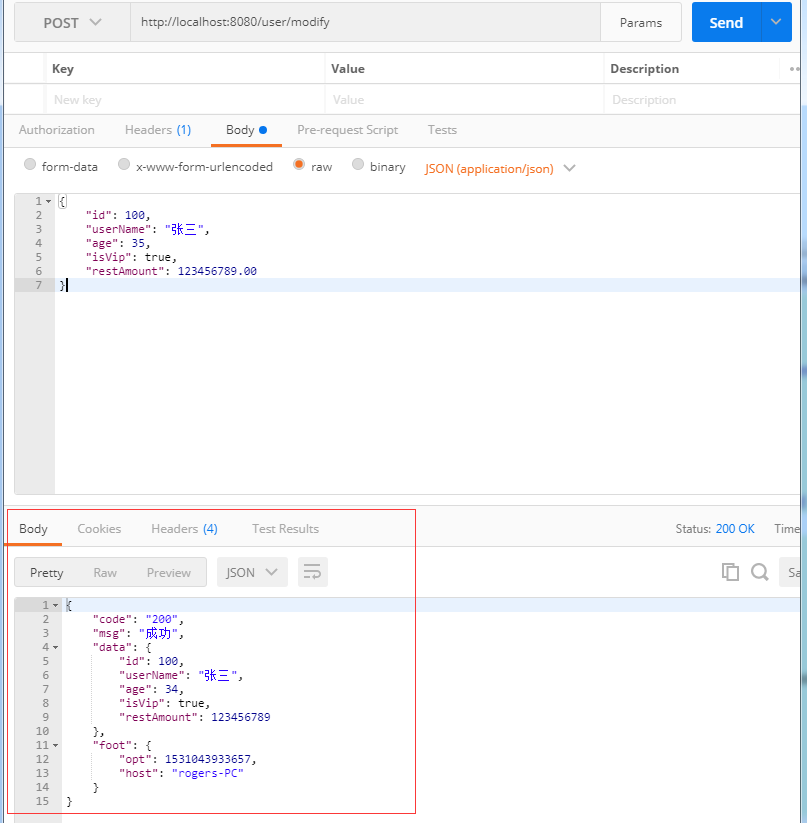 POST http://localhost:8080/user/modify Params Send
Key Value Description
New key Value Description
Authorization Headers (1) Body Pre-request Script Tests
form-data x-www-form-urlencoded raw binary JSON (application/json)
1 {
2 "id": 100,
3 "userName": "张三",
4 "age": 35,
5 "isVip": true,
6 "restAmount": 123456789.00
7 }
Body Cookies Headers (4) Test Results Status: 200 OK Time
Pretty Raw Preview JSON Sa
1 {
2 "code": "200",
3 "msg": "成功",
4 "data": {
5 "id": 100,
6 "userName": "张三",
7 "age": 34,
8 "isVip": true,
9 "restAmount": 123456789
10 },
11 "foot": {
12 "opt": 1531043933657,
13 "host": "rogers-PC"
14 }
15 }